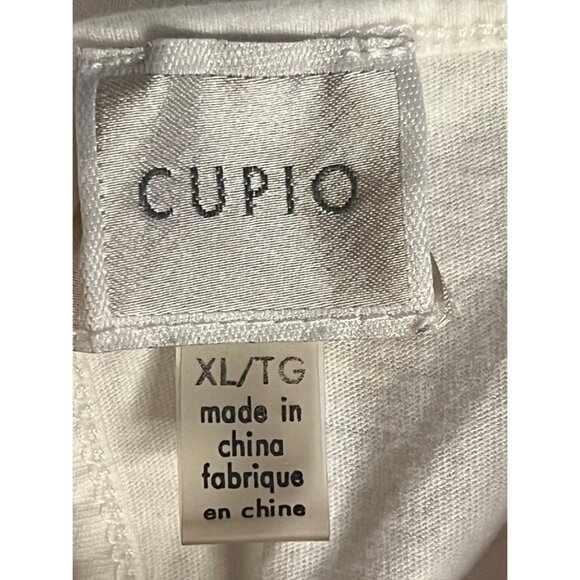 CUPIO
XL/TG
made in
china
fabrique
en chine